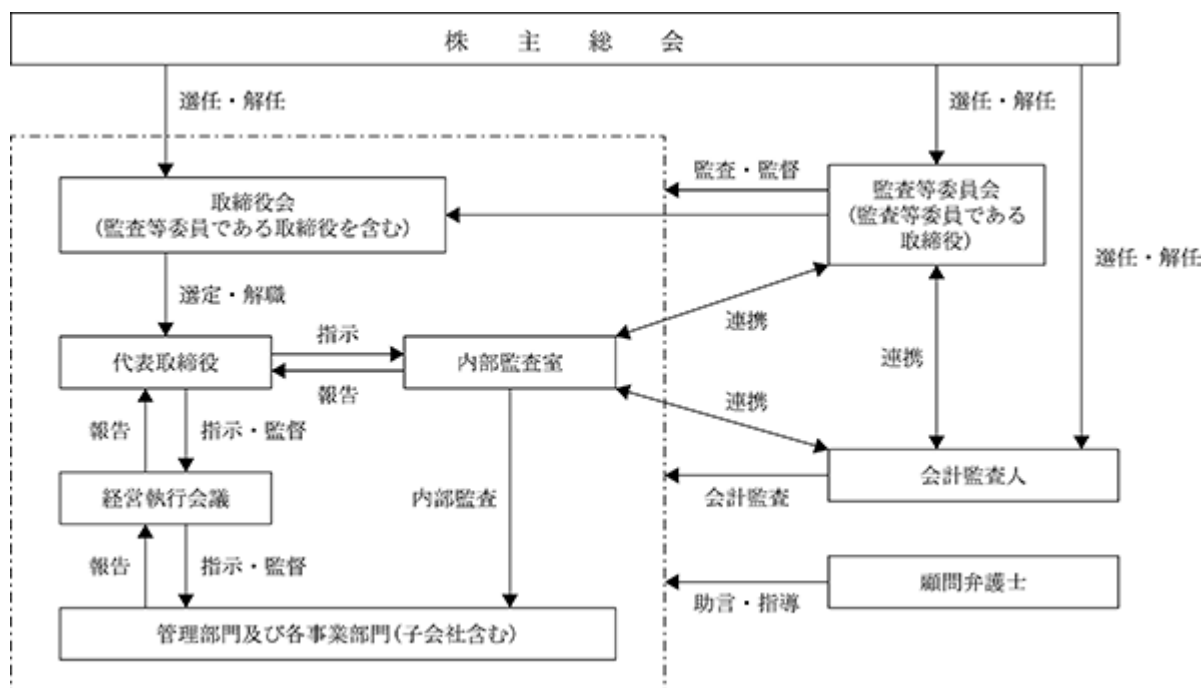 株主総会
選任・解任
選任・解任
監査・監督
取締役会
(監査等委員である取締役を含む)
監査等委員会
(監査等委員である
取締役)
選任・解任
選定・解職
指示
連携
代表取締役
内部監査室
連携
報告
連携
報告
指示・監督
経営執行会議
内部監査
会計監査
会計監査人
報告
指示・監督
助言・指導
顧問弁護士
管理部門及び各事業部門(子会社含む)